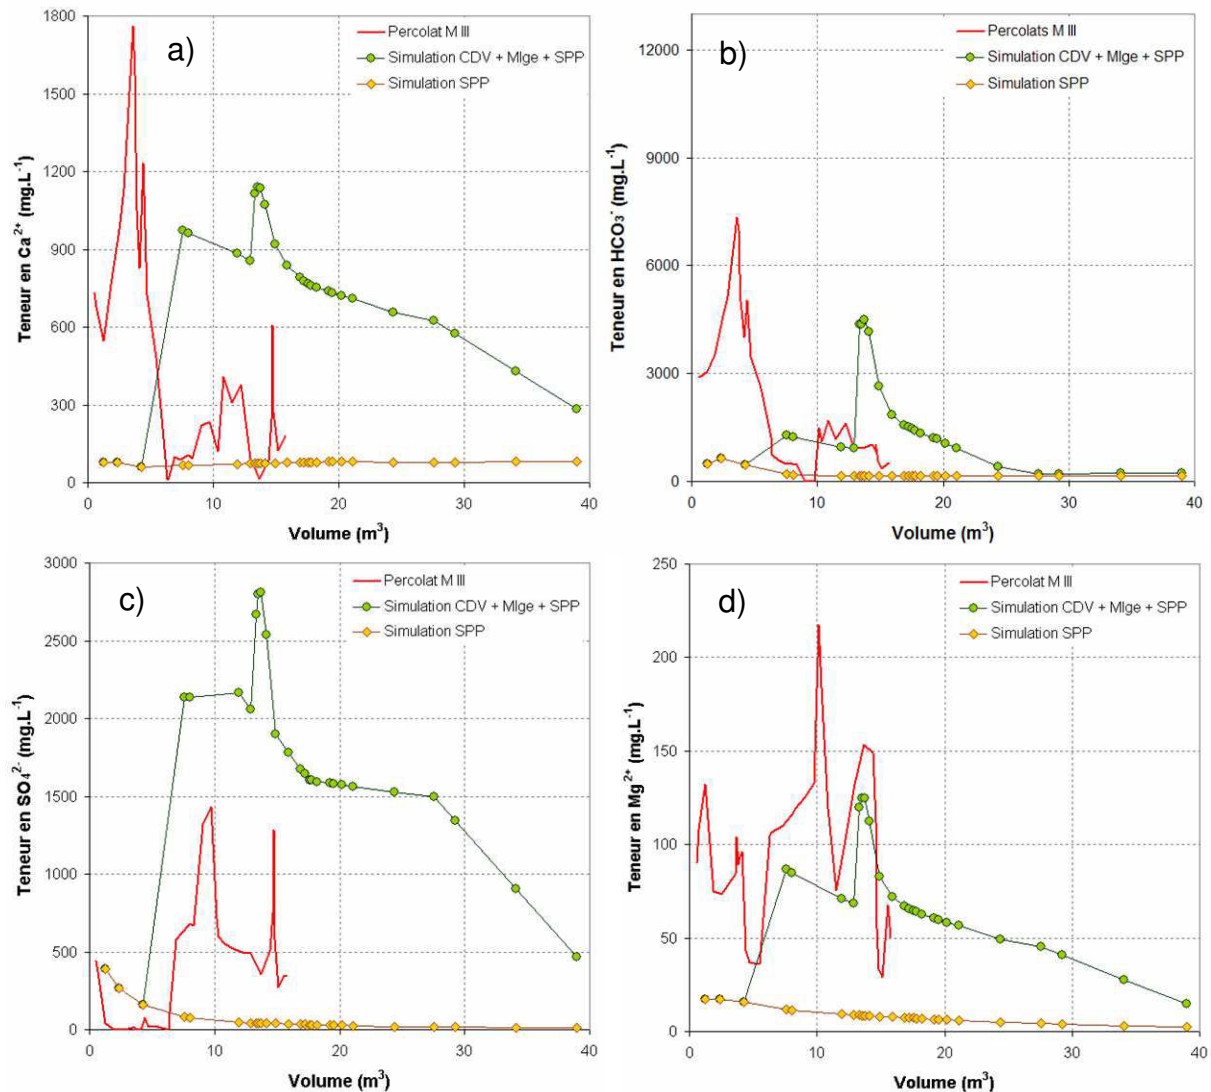 a)
Percolat M III
Simulation CDV + MIge + SPP
Simulation SPP
1800
1500
1200
900
600
300
0
Teneur en Ca²⁺ (mg.L⁻¹)
0 10 20 30 40
Volume (m³)
b)
Percolats M III
Simulation CDV + MIge + SPP
Simulation SPP
12000
9000
6000
3000
0
Teneur en HCO₃⁻ (mg.L⁻¹)
0 10 20 30 40
Volume (m³)
c)
Percolat M III
Simulation CDV + MIge + SPP
Simulation SPP
3000
2500
2000
1500
1000
500
0
Teneur en SO₄²⁻ (mg.L⁻¹)
0 10 20 30 40
Volume (m³)
d)
Percolat M III
Simulation CDV + MIge + SPP
Simulation SPP
250
200
150
100
50
0
Teneur en Mg²⁺ (mg.L⁻¹)
0 10 20 30 40
Volume (m³)